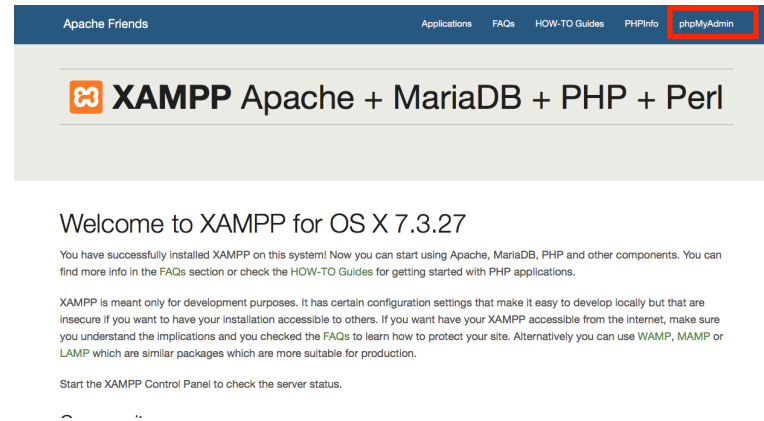 Apache Friends
Applications FAQs HOW-TO Guides PHPInfo phpMyAdmin
XAMPP Apache + MariaDB + PHP + Perl
Welcome to XAMPP for OS X 7.3.27
You have successfully installed XAMPP on this system! Now you can start using Apache, MariaDB, PHP and other components. You can
find more info in the FAQs section or check the HOW-TO Guides for getting started with PHP applications.
XAMPP is meant only for development purposes. It has certain configuration settings that make it easy to develop locally but that are
insecure if you want to have your installation accessible to others. If you want have your XAMPP accessible from the internet, make sure
you understand the implications and you checked the FAQs to learn how to protect your site. Alternatively you can use WAMP, MAMP or
LAMP which are similar packages which are more suitable for production.
Start the XAMPP Control Panel to check the server status.